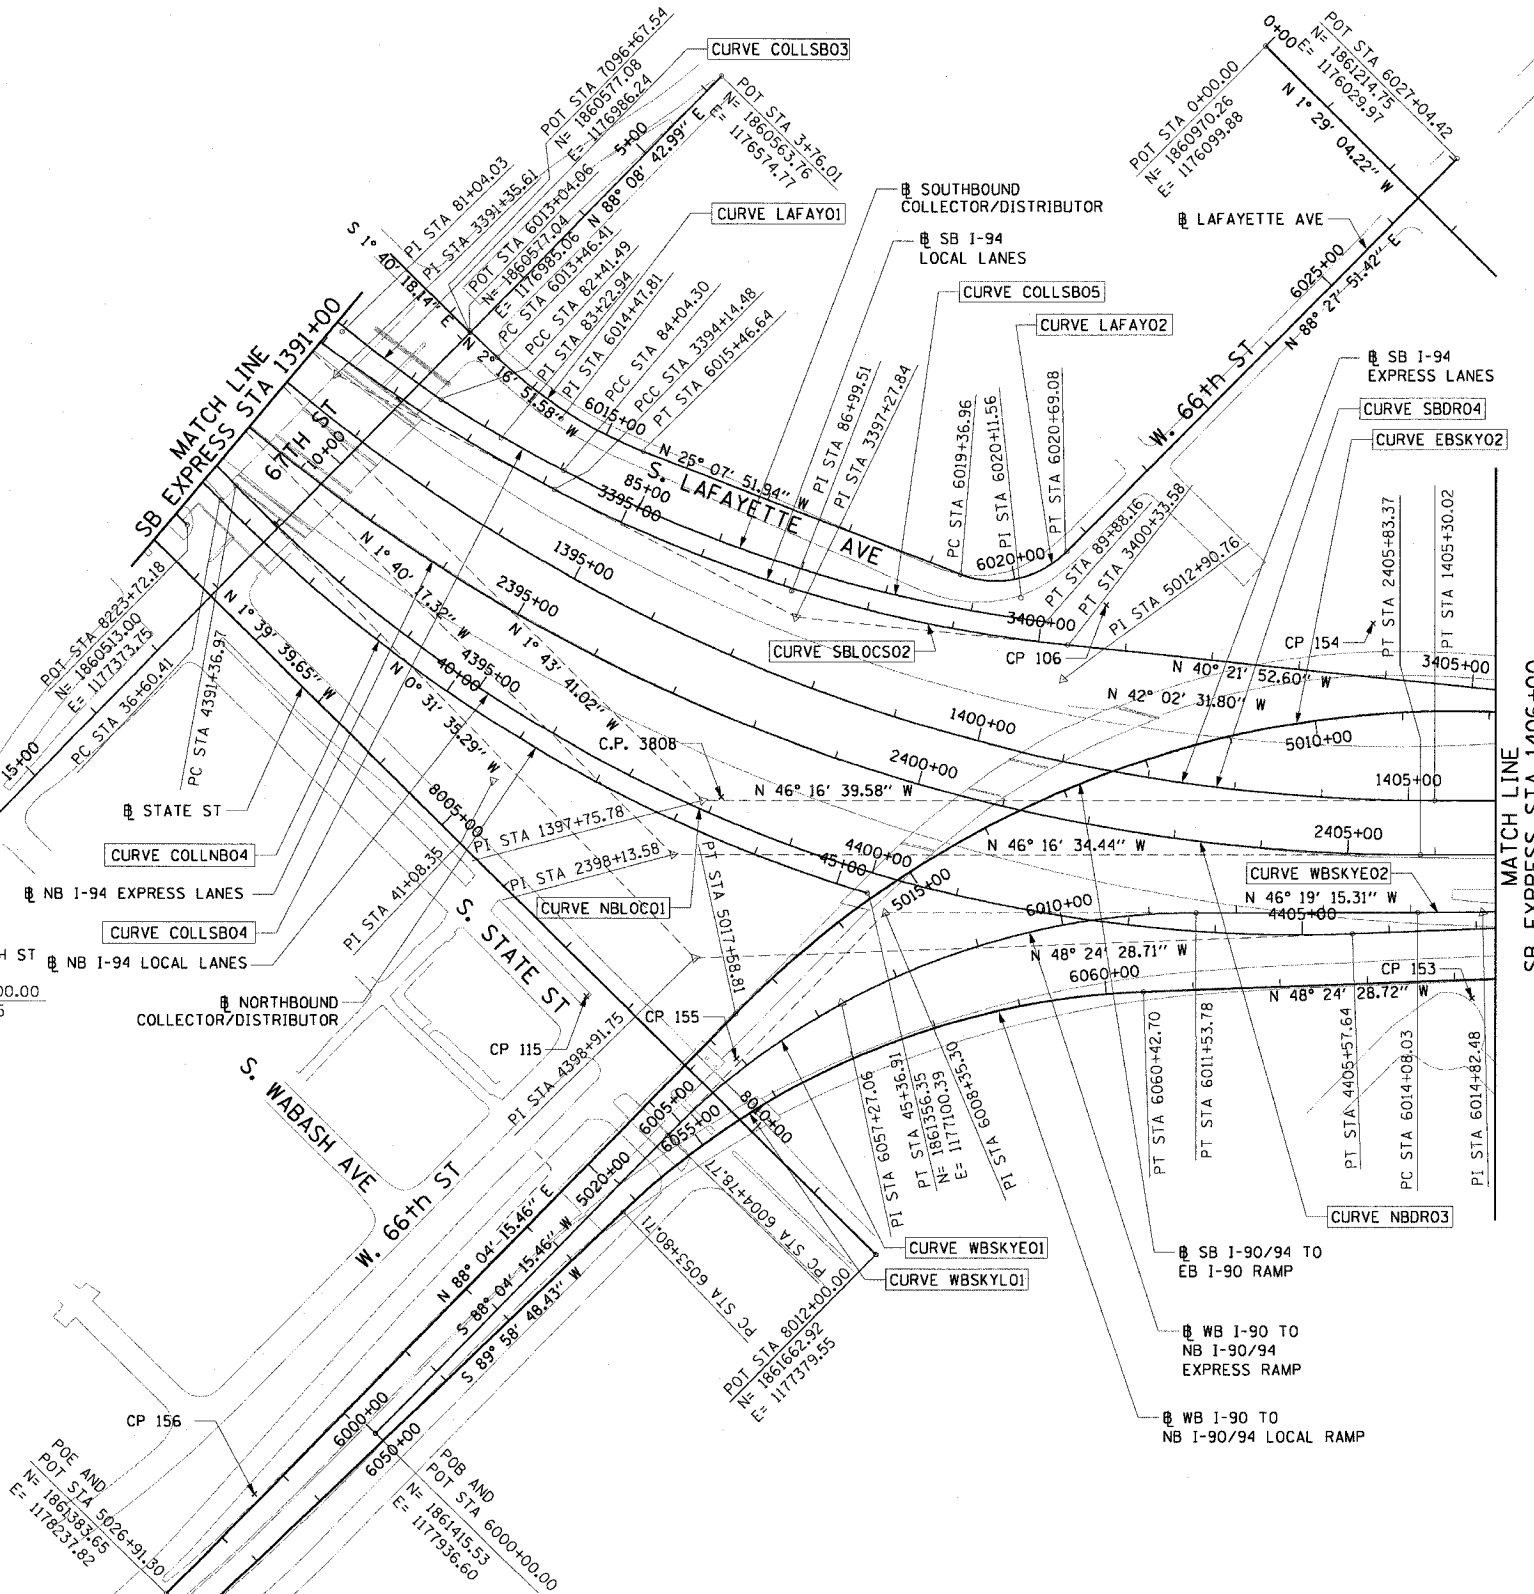 CURVE COLLSB03
POT STA 7096+67.54
N= 1860577.08
E= 1176986.24
5+00
N 88° 08' 42.99" E
POT STA 3+76.01
N= 1860563.76
E= 1176574.77
0+00
POT STA 6027+04.42
N= 1861214.75
E= 1176029.97
POT STA 0+00.00
N= 1860970.26
E= 1176099.88
N 1° 29' 04.22" W
PI STA 81+04.03
PI STA 3391+35.61
S 1° 40' 18.14" E
POT STA 6013+04.06
N= 1860577.04
E= 1176985.06
PC STA 6013+46.41
PCC STA 82+41.49
PI STA 83+22.94
PI STA 6014+47.81
PCC STA 84+04.30
PCC STA 3394+14.48
PT STA 6015+46.64
CURVE LAFAY01
SOUTHBOUND
COLLECTOR/DISTRIBUTOR
SB I-94
LOCAL LANES
CURVE COLLSB05
CURVE LAFAY02
LAFAYETTE AVE
6025+00
N 88° 27' 51.42" E
W. 66th ST
SB I-94
EXPRESS LANES
CURVE SBDR04
CURVE EBSKY02
MATCH LINE
SB EXPRESS STA 1391+00
67TH ST
10+00
N 2° 16' 51.58" W
6015+00
N 25° 07' 51.94" W
S. LAFAYETTE AVE
85+00
3395+00
PI STA 86+99.51
PI STA 3397+27.84
PC STA 6019+36.96
PI STA 6020+11.56
PT STA 6020+69.08
6020+00
PT STA 89+88.16
PT STA 3400+33.58
PI STA 5012+90.76
3400+00
CURVE SBLOCS02
CP 106
CP 154
PT STA 2405+83.37
PT STA 1405+30.02
3405+00
N 40° 21' 52.60" W
N 42° 02' 31.80" W
N 1° 40' 17.32" W
1395+00
2395+00
N 1° 43' 41.02" W
4395+00
40+00
N 0° 31' 35.29" W
N 1° 39' 39.65" W
POT STA 8223+72.18
N= 1860513.00
E= 1177373.75
PC STA 36+60.41
PC STA 4391+36.97
15+00
STATE ST
8005+00
1400+00
2400+00
5010+00
1405+00
C.P. 3808
N 46° 16' 39.58" W
PI STA 1397+75.78
PI STA 2398+13.58
N 46° 16' 34.44" W
2405+00
4400+00
45+00
5015+00
CURVE WBSKYE02
N 46° 19' 15.31" W
4405+00
MATCH LINE
SB EXPRESS STA 1406+00
CURVE COLLNB04
NB I-94 EXPRESS LANES
CURVE COLLSB04
H ST
NB I-94 LOCAL LANES
00.00
NORTHBOUND
COLLECTOR/DISTRIBUTOR
PI STA 41+08.35
CURVE NBLOC01
PT STA 5017+58.81
S. STATE ST
6010+00
N 48° 24' 28.71" W
6060+00
CP 153
N 48° 24' 28.72" W
CP 155
CP 115
PI STA 4398+91.75
S. WABASH AVE
W. 66th ST
8010+00
6005+00
6055+00
5020+00
PI STA 6057+27.06
PT STA 45+36.91
N= 1861356.35
E= 1177100.39
PI STA 6008+35.30
PT STA 6060+42.70
PT STA 6011+53.78
PT STA 4405+57.64
PC STA 6014+08.03
PI STA 6014+82.48
PC STA 6004+78.77
PC STA 6053+80.71
POT STA 8012+00.00
N= 1861662.92
E= 1177379.55
CURVE WBSKYE01
CURVE WBSKYL01
CURVE NBDR03
SB I-90/94 TO
EB I-90 RAMP
WB I-90 TO
NB I-90/94
EXPRESS RAMP
WB I-90 TO
NB I-90/94 LOCAL RAMP
N 88° 04' 15.46" E
S 88° 04' 15.46" W
S 89° 58' 48.43" W
6000+00
6050+00
CP 156
POE AND
POT STA 5026+91.30
N= 1861383.65
E= 1178237.82
POB AND
POT STA 6000+00.00
N= 1861415.53
E= 1177936.60